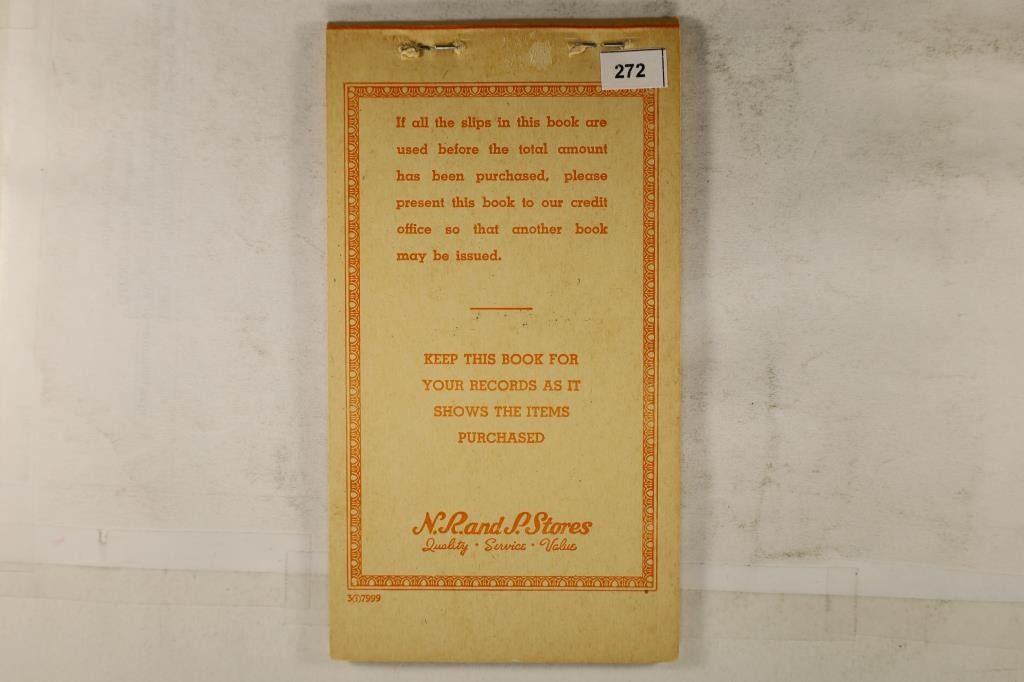 272
If all the slips in this book are
used before the total amount
has been purchased, please
present this book to our credit
office so that another book
may be issued.
KEEP THIS BOOK FOR
YOUR RECORDS AS IT
SHOWS THE ITEMS
PURCHASED
N.R. and S. Stores
Quality · Service · Value
3(1)7999